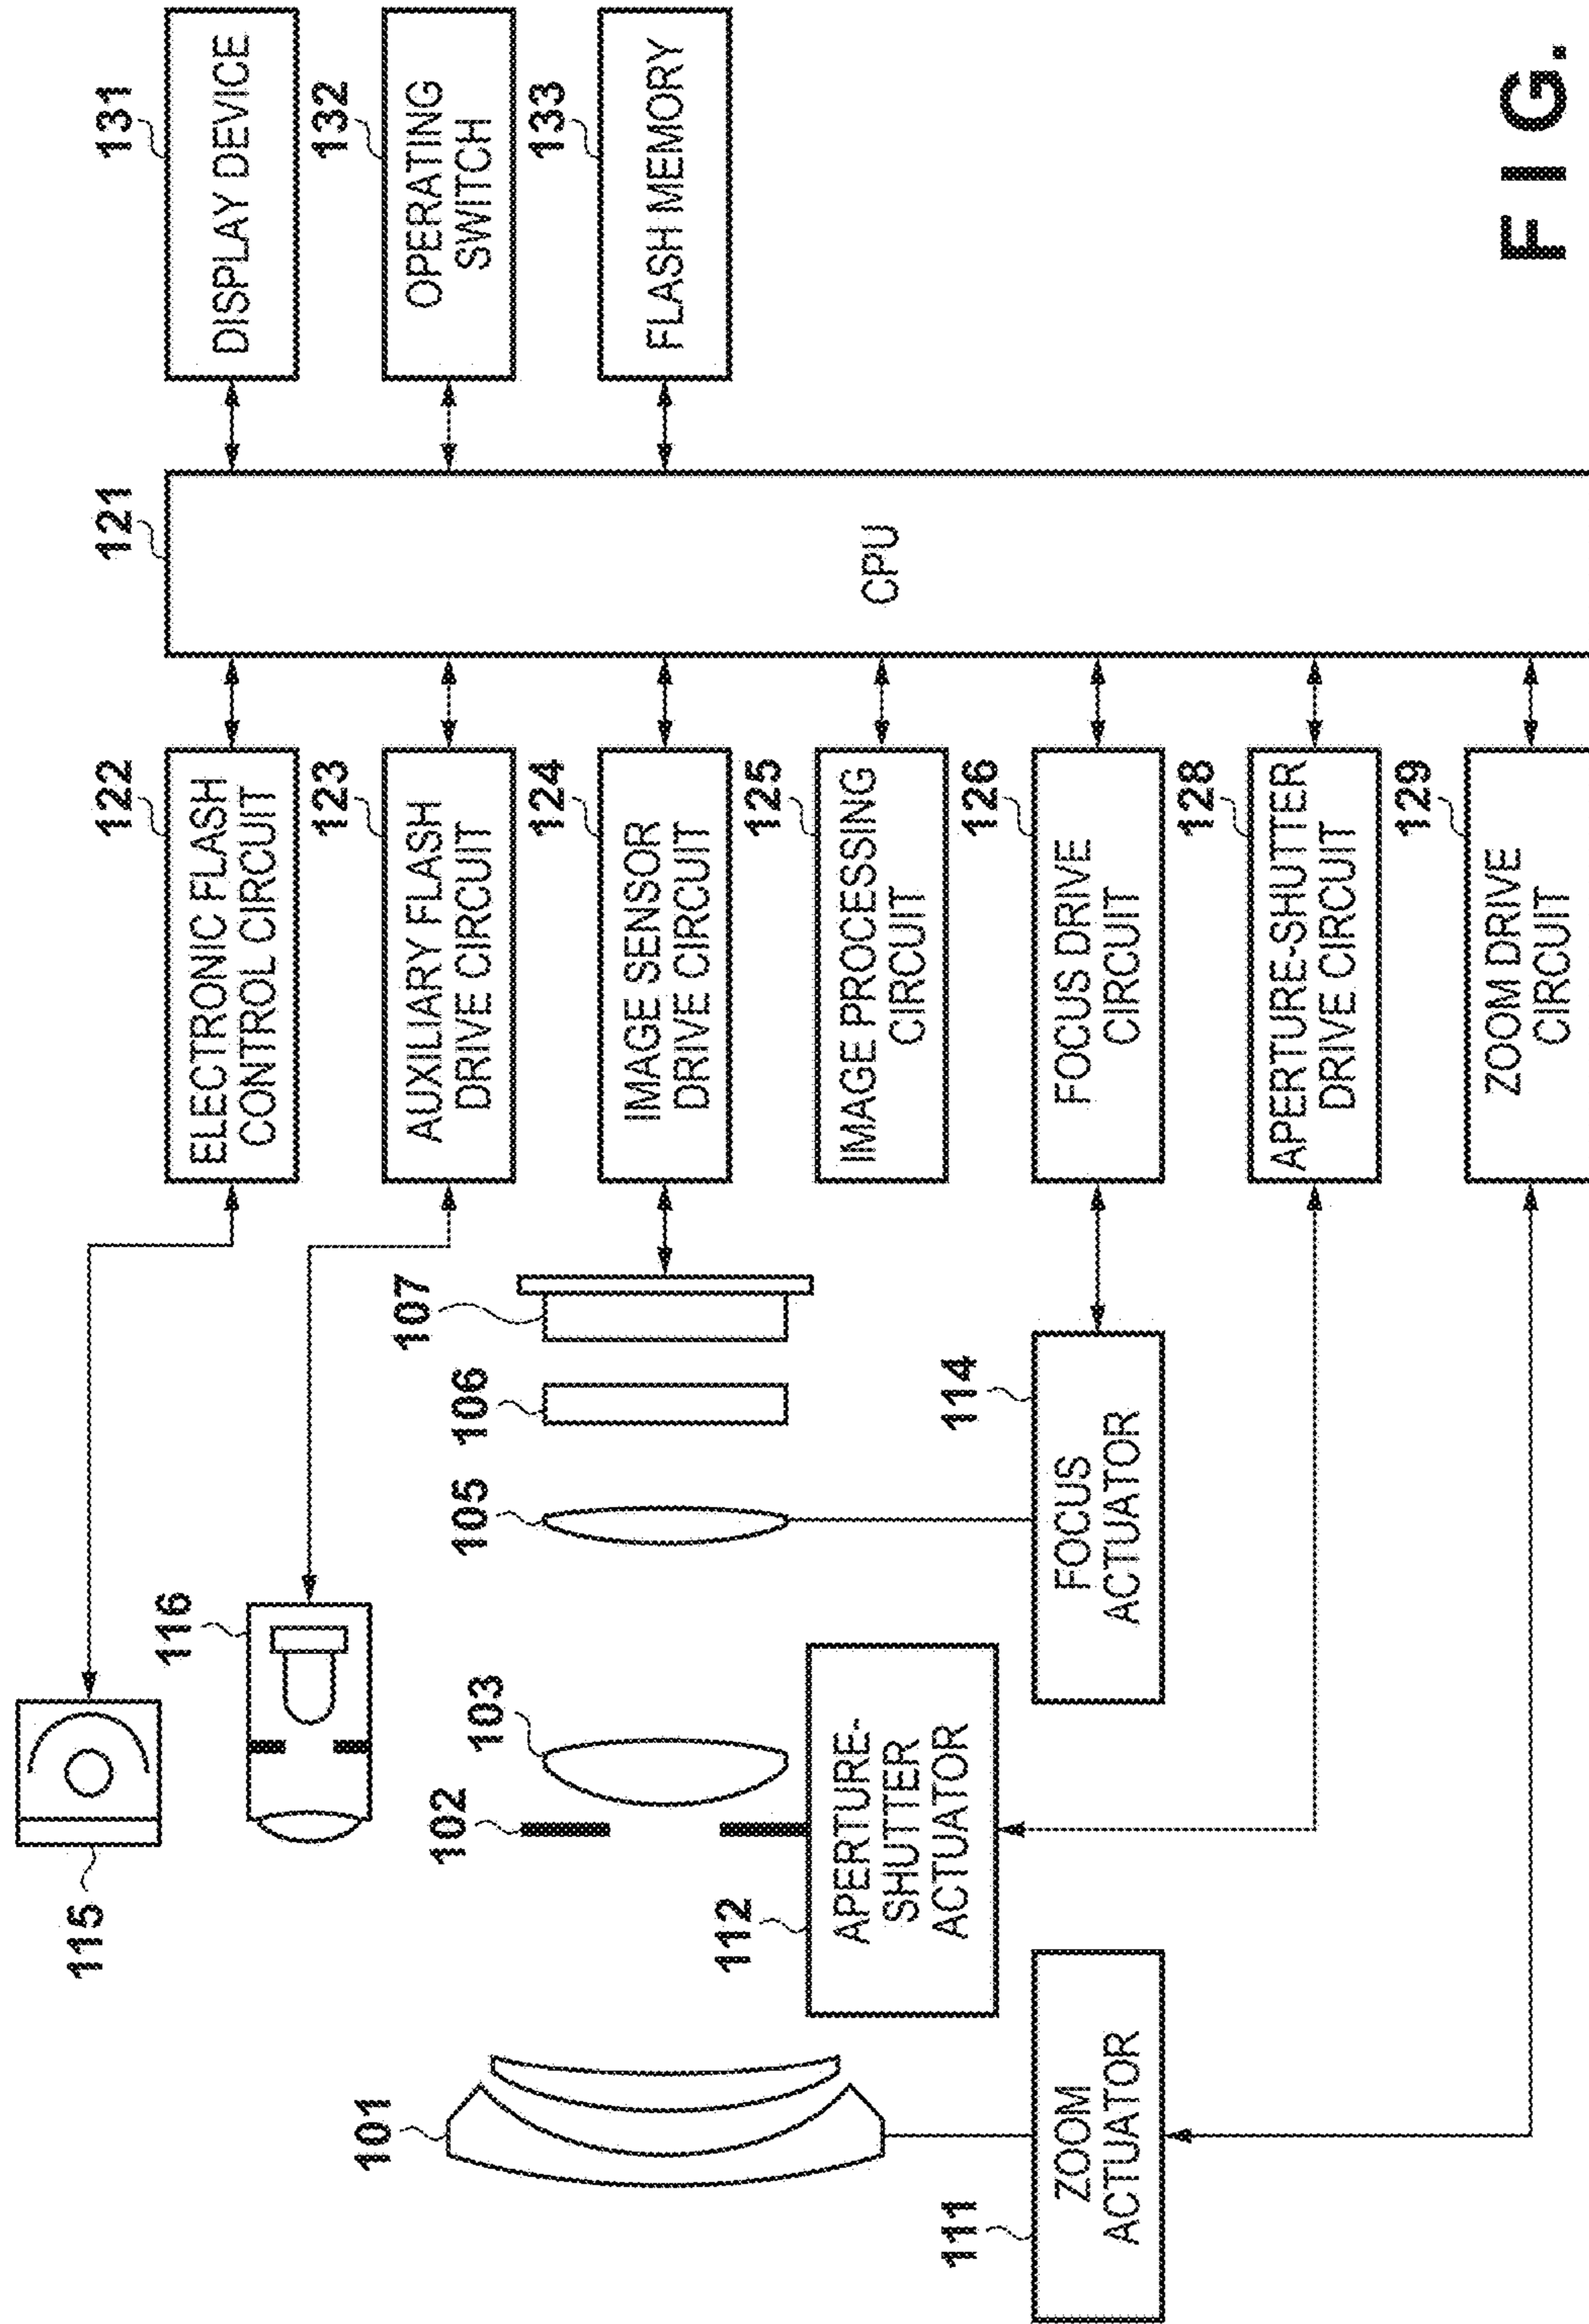 115
116
122
ELECTRONIC FLASH
CONTROL CIRCUIT
121
131
DISPLAY DEVICE
123
AUXILIARY FLASH
DRIVE CIRCUIT
132
OPERATING
SWITCH
101
102
103
105
106
107
124
IMAGE SENSOR
DRIVE CIRCUIT
133
FLASH MEMORY
112
APERTURE-
SHUTTER
ACTUATOR
125
IMAGE PROCESSING
CIRCUIT
CPU
111
ZOOM
ACTUATOR
114
FOCUS
ACTUATOR
126
FOCUS DRIVE
CIRCUIT
128
APERTURE-SHUTTER
DRIVE CIRCUIT
129
ZOOM DRIVE
CIRCUIT
FIG.